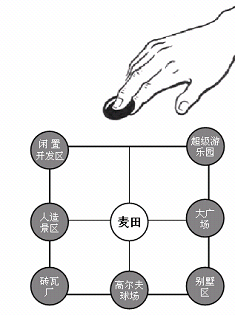 闲置
开发区
超级游
乐园
人造
景区
麦田
大广
场
砖瓦
厂
高尔夫
球场
别墅
区